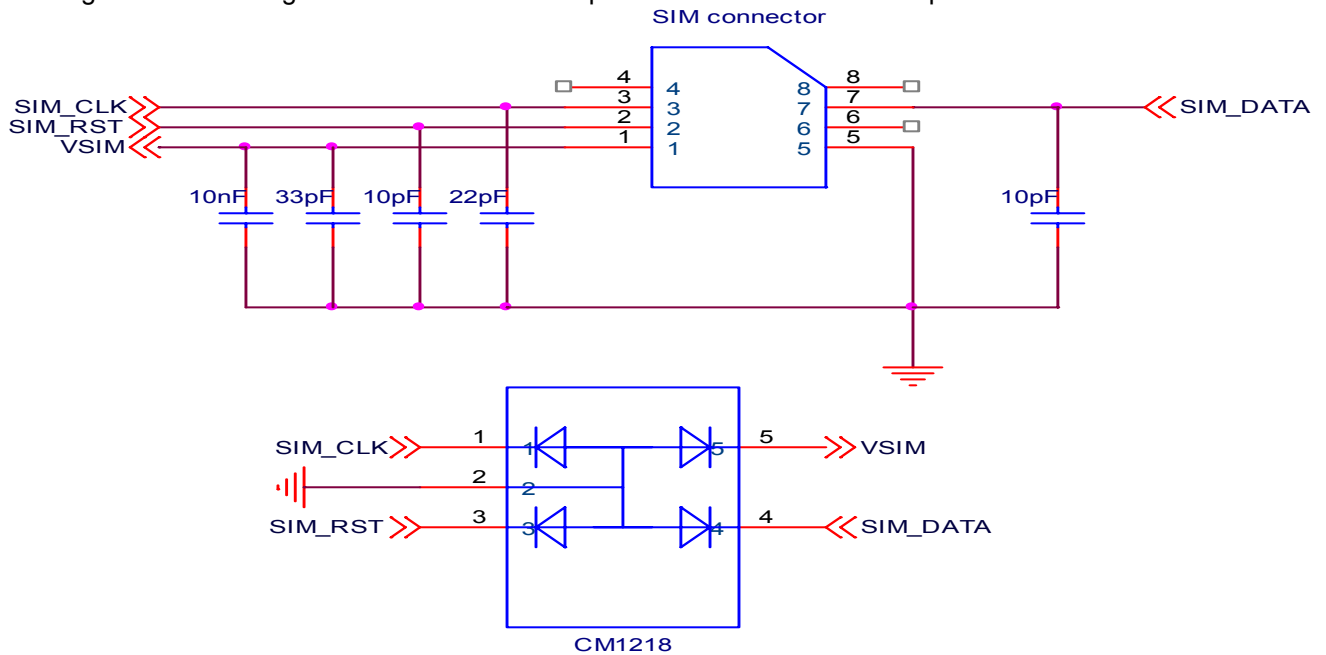 SIM connector
4 4 8 8
SIM_CLK 3 3 7 7 SIM_DATA
SIM_RST 2 2 6 6
VSIM 1 1 5 5
10nF 33pF 10pF 22pF 10pF
SIM_CLK 1 1 5 5 VSIM
2 2
SIM_RST 3 3 4 4 SIM_DATA
CM1218